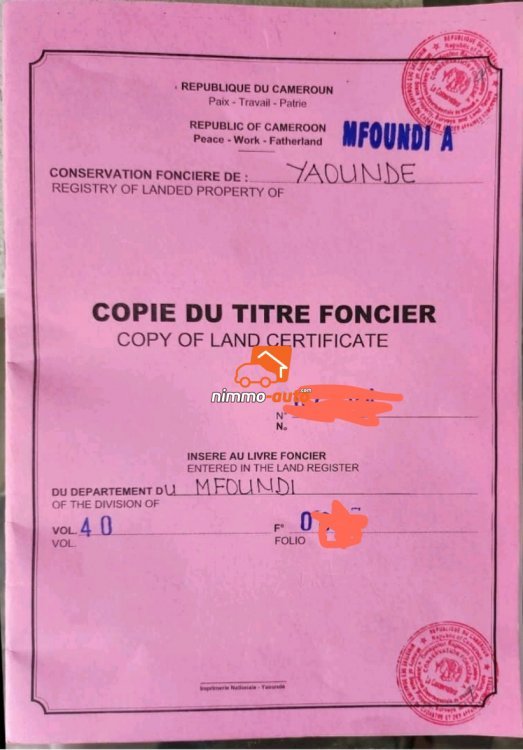 REPUBLIQUE DU CAMEROUN
Paix - Travail - Patrie
REPUBLIC OF CAMEROON
Peace - Work - Fatherland
MFOUNDI A
CONSERVATION FONCIERE DE : YAOUNDE
REGISTRY OF LANDED PROPERTY OF
COPIE DU TITRE FONCIER
COPY OF LAND CERTIFICATE
nimmo-auto.com
N°
N°
INSERE AU LIVRE FONCIER
ENTERED IN THE LAND REGISTER
DU DEPARTEMENT DU MFOUNDI
OF THE DIVISION OF
VOL. 40 F° 0
VOL. FOLIO
Imprimerie Nationale - Yaoundé